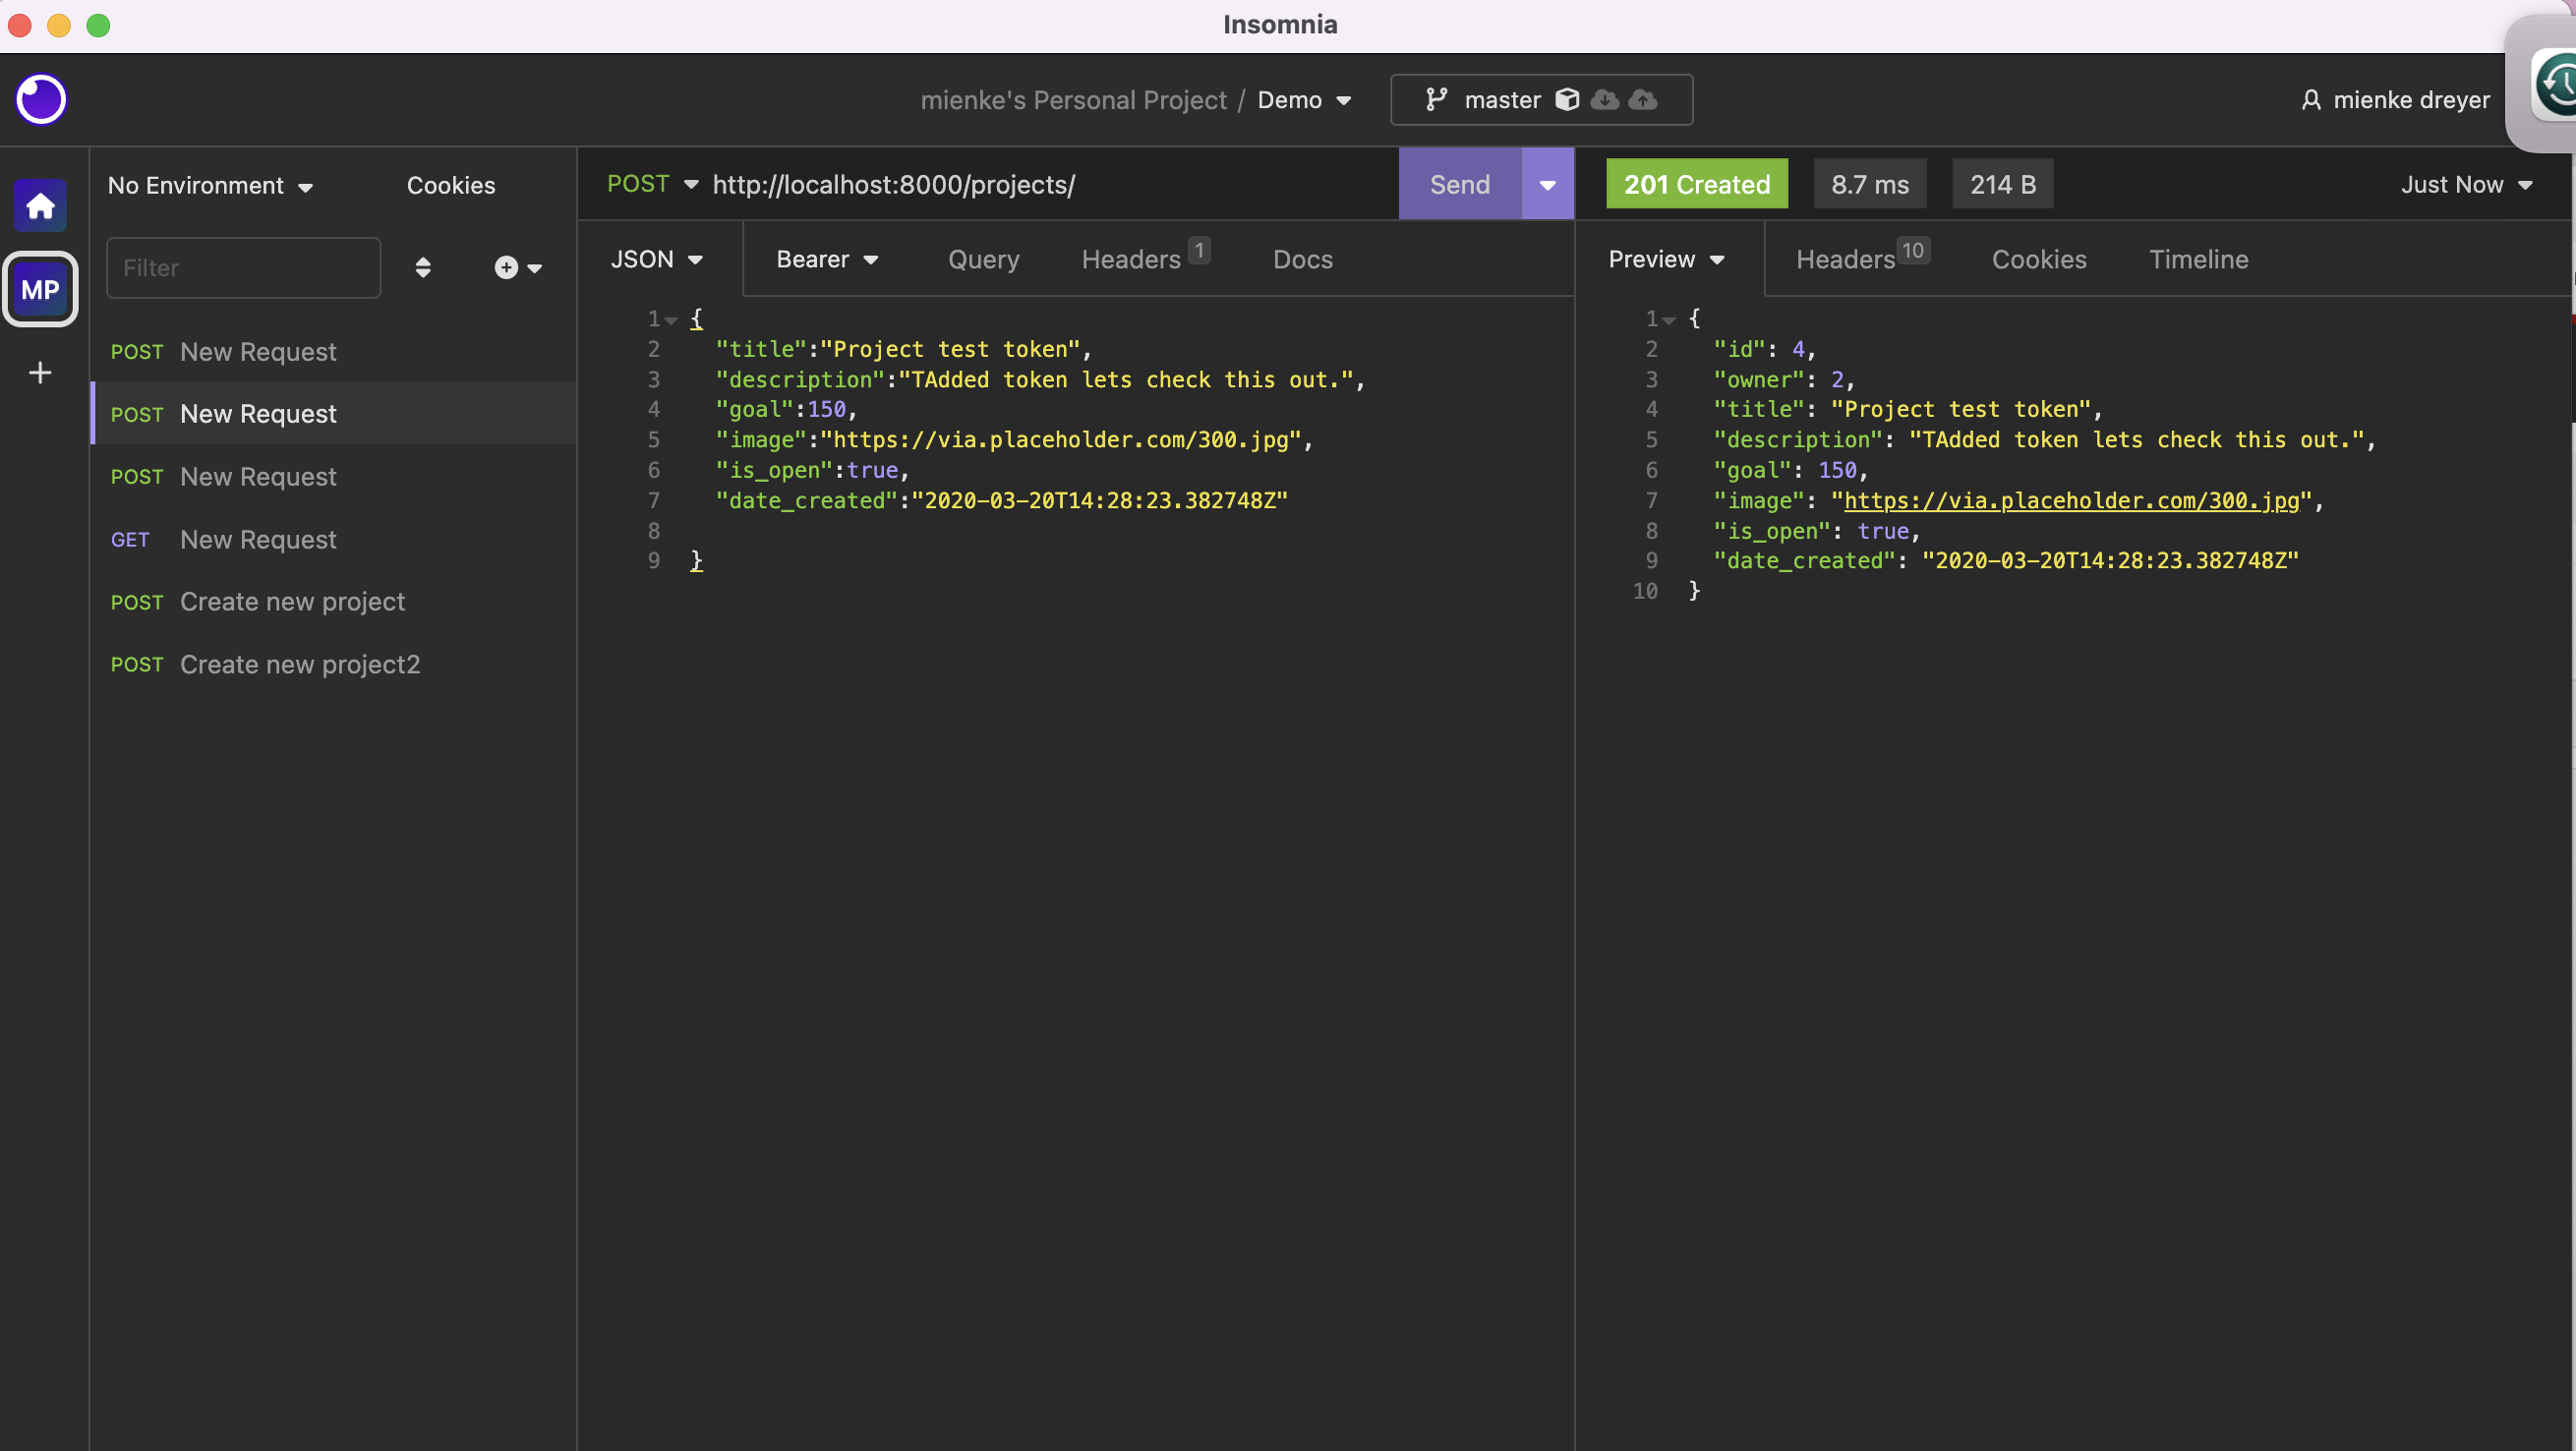 Insomnia
mienke's Personal Project / Demo
master
mienke dreyer
MP
No Environment
Cookies
Filter
POST New Request
POST New Request
POST New Request
GET New Request
POST Create new project
POST Create new project2
POST http://localhost:8000/projects/
Send
JSON Bearer Query Headers 1 Docs
1 {
2 "title":"Project test token",
3 "description":"TAdded token lets check this out.",
4 "goal":150,
5 "image":"https://via.placeholder.com/300.jpg",
6 "is_open":true,
7 "date_created":"2020-03-20T14:28:23.382748Z"
8
9 }
201 Created 8.7 ms 214 B Just Now
Preview Headers 10 Cookies Timeline
1 {
2 "id": 4,
3 "owner": 2,
4 "title": "Project test token",
5 "description": "TAdded token lets check this out.",
6 "goal": 150,
7 "image": "https://via.placeholder.com/300.jpg",
8 "is_open": true,
9 "date_created": "2020-03-20T14:28:23.382748Z"
10 }